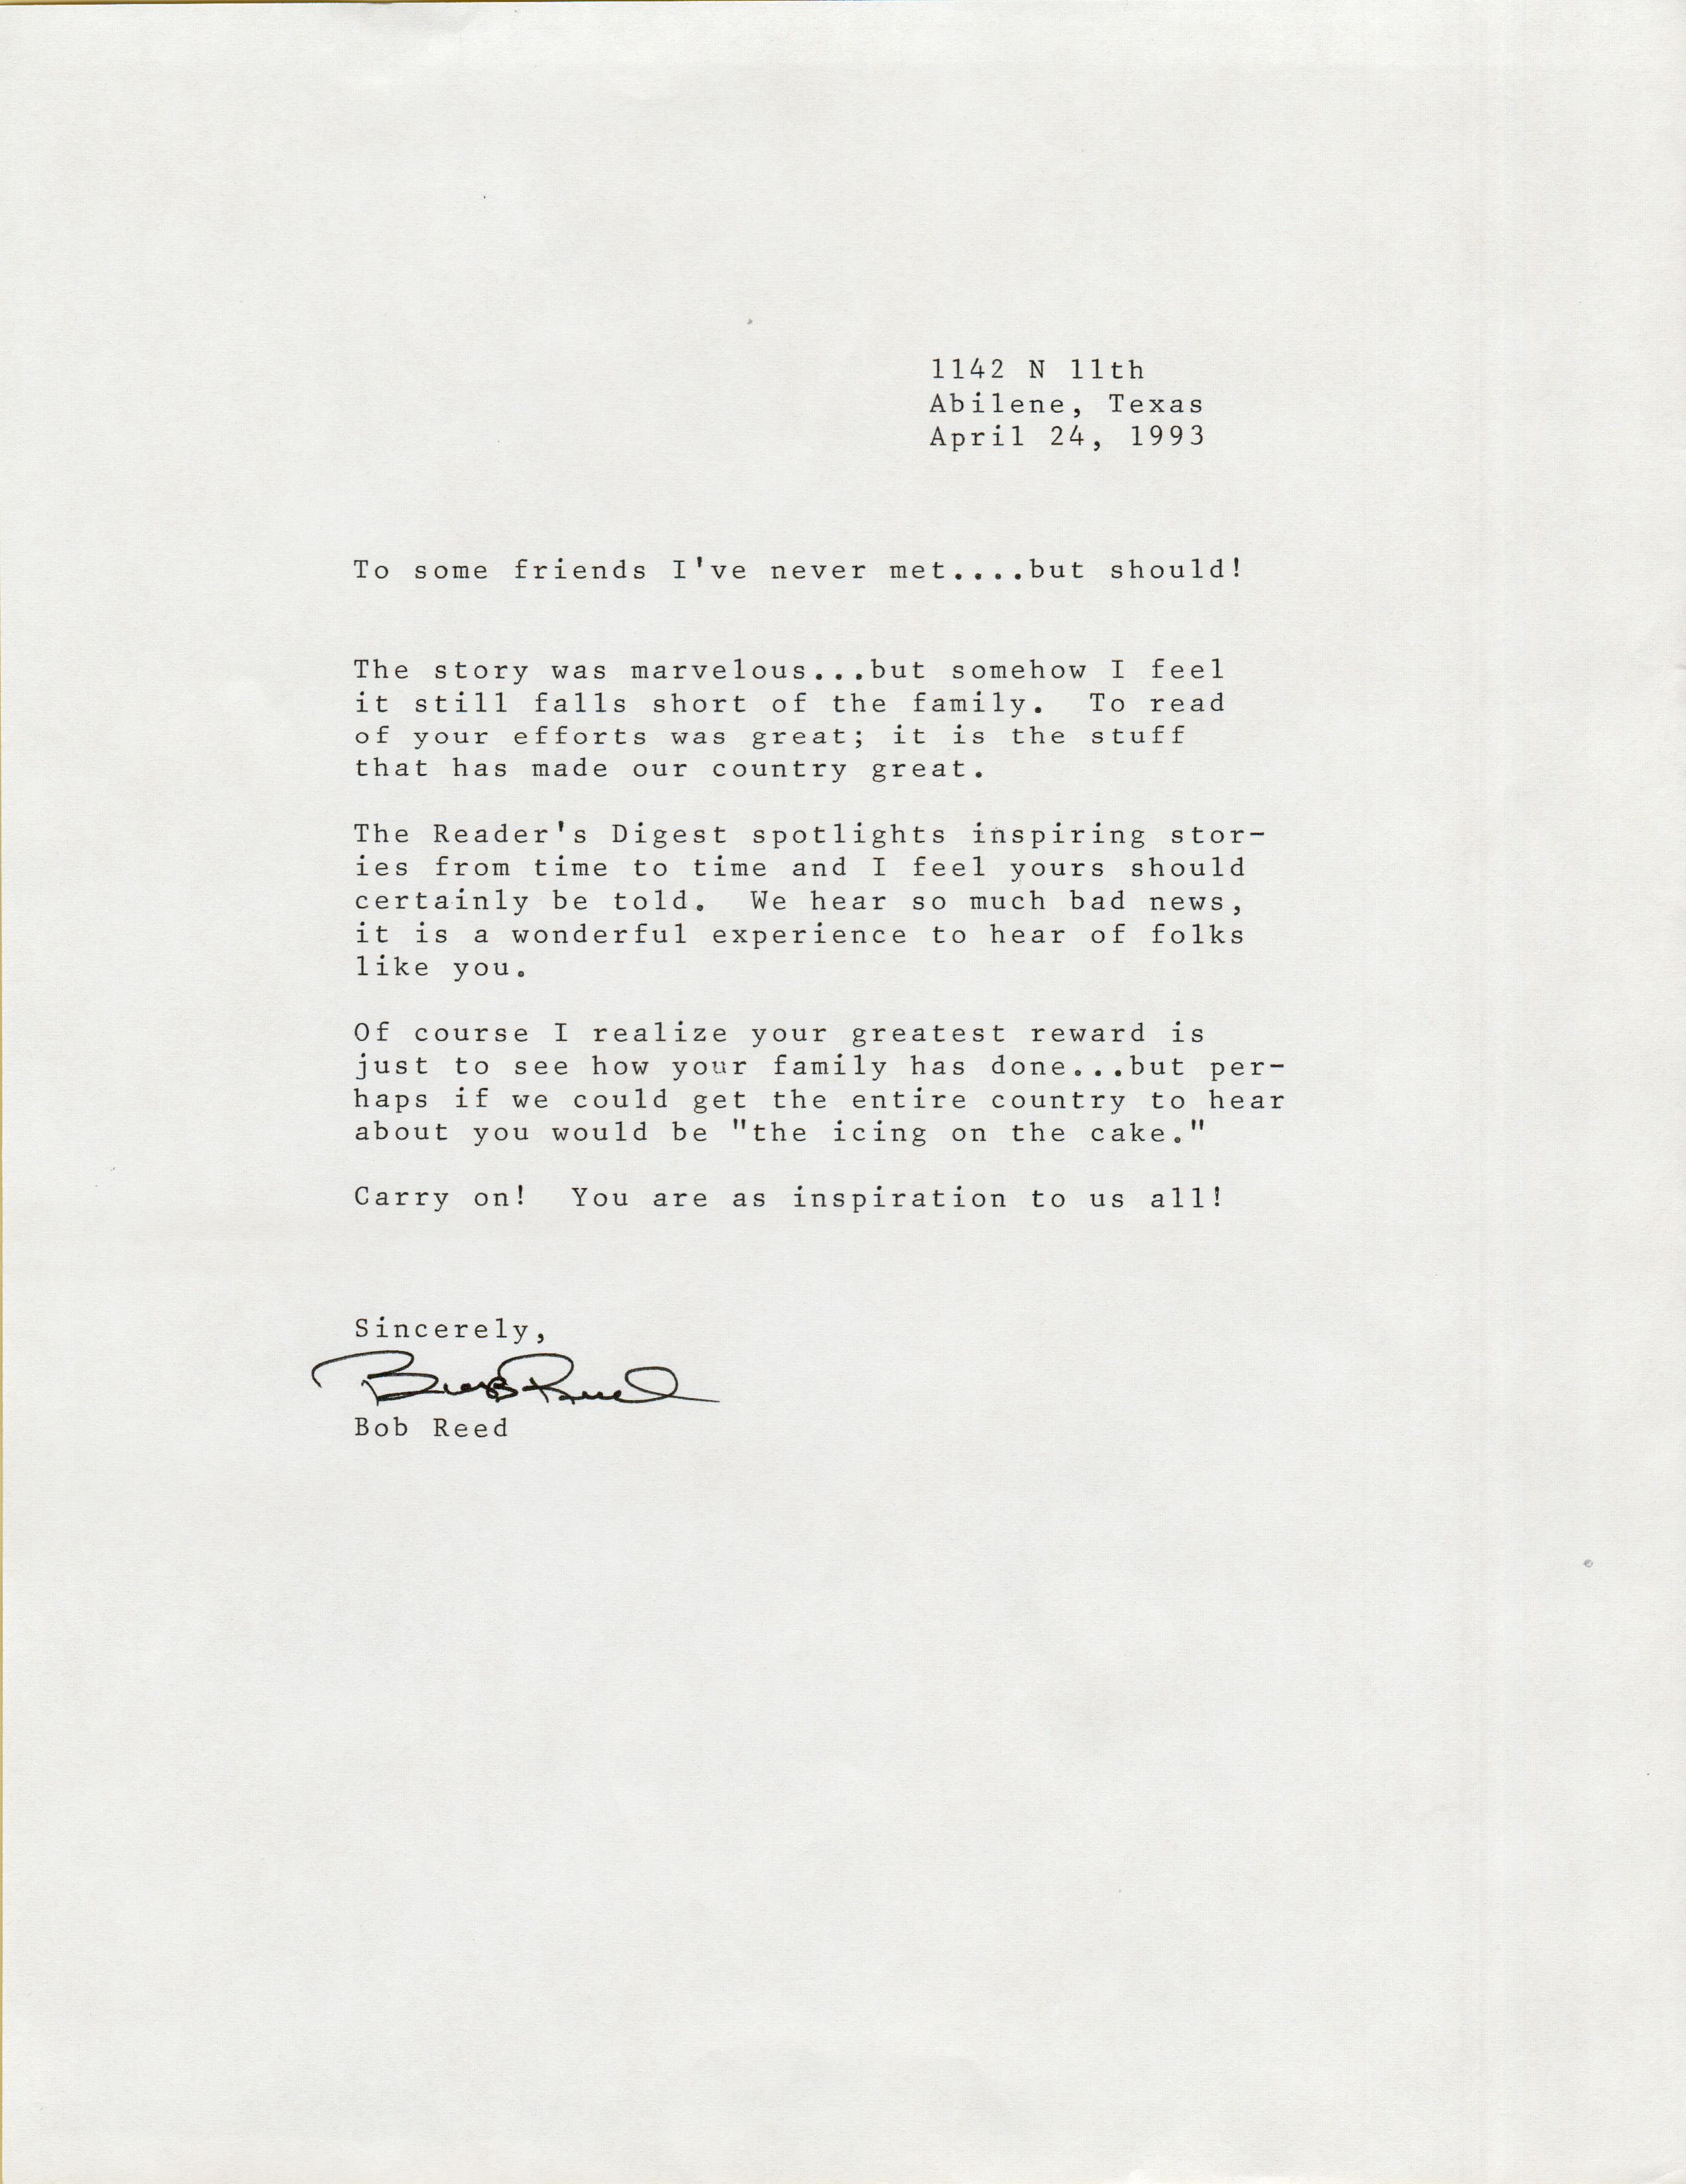 1142 N 11th
Abilene, Texas
April 24, 1993
To some friends I've never met....but should!
The story was marvelous...but somehow I feel
it still falls short of the family.  To read
of your efforts was great; it is the stuff
that has made our country great.
The Reader's Digest spotlights inspiring stor-
ies from time to time and I feel yours should
certainly be told.  We hear so much bad news,
it is a wonderful experience to hear of folks
like you.
Of course I realize your greatest reward is
just to see how your family has done...but per-
haps if we could get the entire country to hear
about you would be "the icing on the cake."
Carry on!  You are as inspiration to us all!
Sincerely,
Bob Reed
Bob Reed